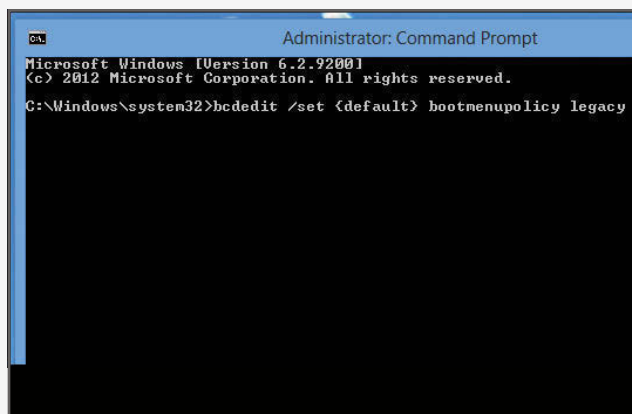 Administrator: Command Prompt
Microsoft Windows [Version 6.2.9200]
(c) 2012 Microsoft Corporation. All rights reserved.
C:\Windows\system32>bcdedit /set {default} bootmenupolicy legacy